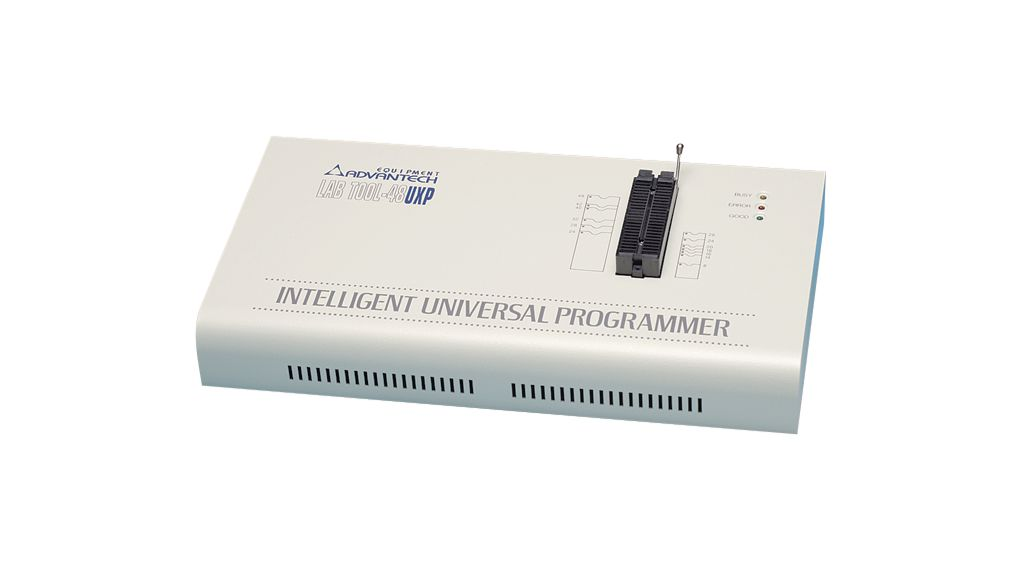 EQUIPMENT
ADVANTECH
LAB TOOL-48UXP
BUSY
ERROR
GOOD
INTELLIGENT UNIVERSAL PROGRAMMER